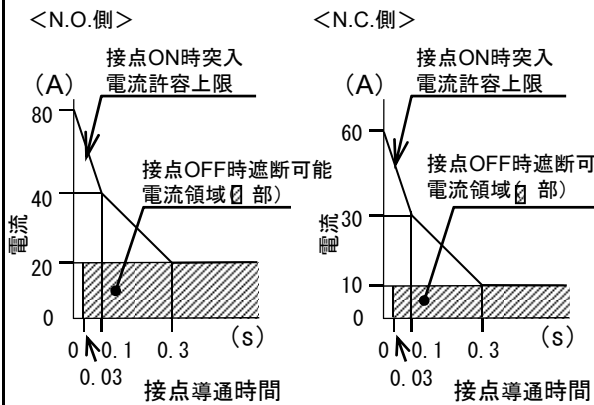 <N.O.側>
接点ON時突入
電流許容上限
(A)
80
40
20
0
電流
接点OFF時遮断可能
電流領域( 部)
(s)
0 0.1 0.3
0.03
接点導通時間
<N.C.側>
接点ON時突入
電流許容上限
(A)
60
30
10
0
電流
接点OFF時遮断可
電流領域( 部)
(s)
0 0.1 0.3
0.03
接点導通時間